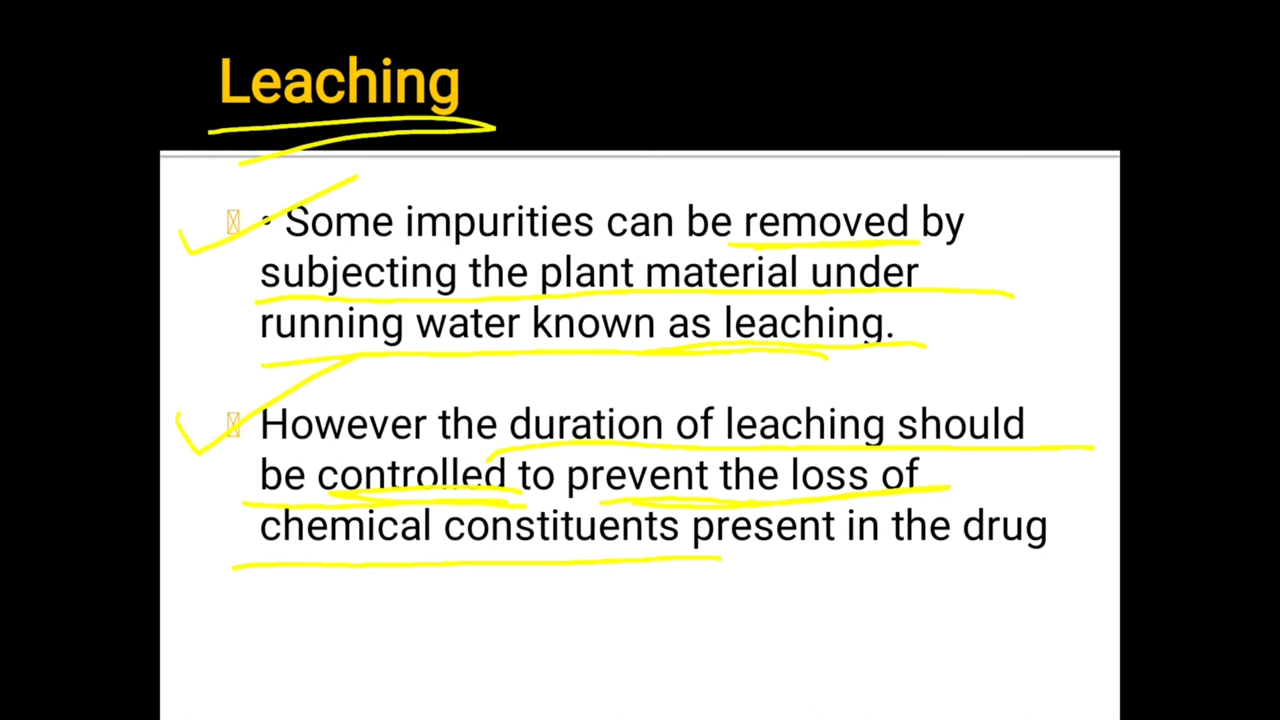 Leaching
• Some impurities can be removed by
subjecting the plant material under
running water known as leaching.
However the duration of leaching should
be controlled to prevent the loss of
chemical constituents present in the drug